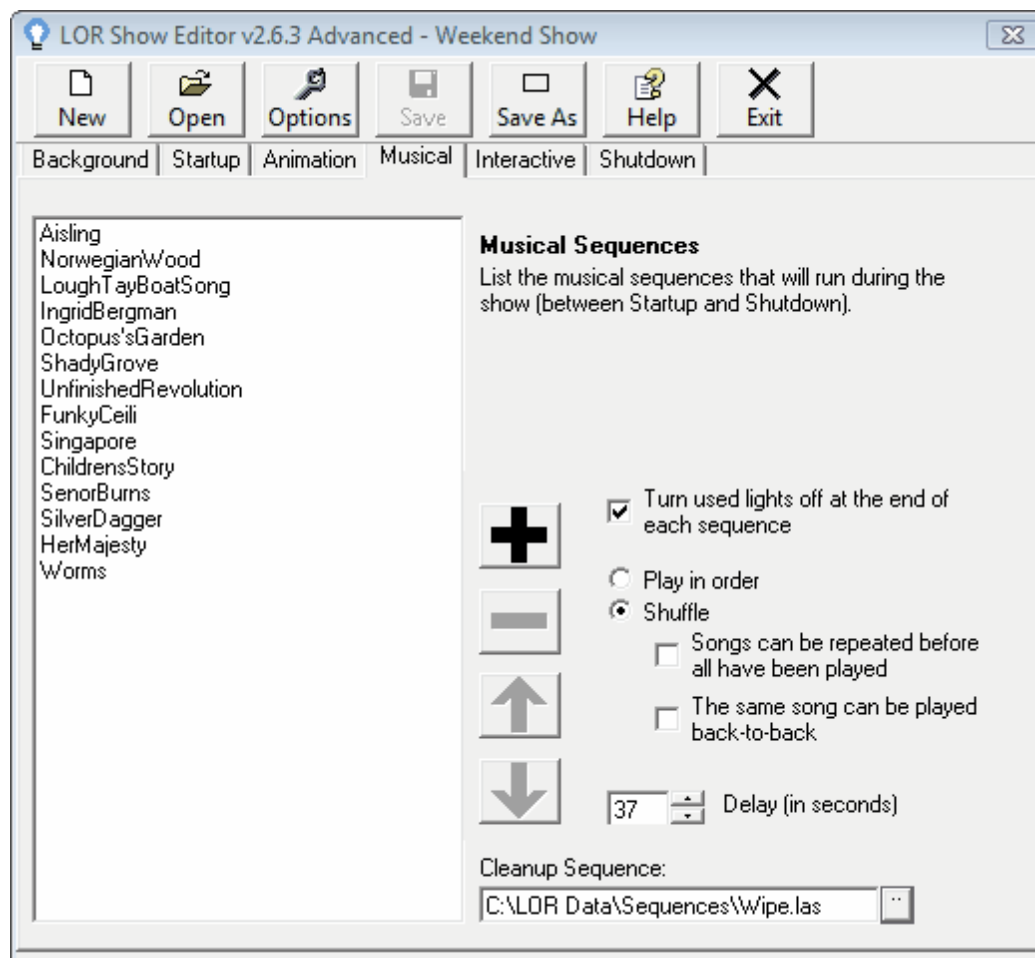 LOR Show Editor v2.6.3 Advanced - Weekend Show
New Open Options Save Save As Help Exit
Background Startup Animation Musical Interactive Shutdown
Aisling
NorwegianWood
LoughTayBoatSong
IngridBergman
Octopus'sGarden
ShadyGrove
UnfinishedRevolution
FunkyCeili
Singapore
ChildrensStory
SenorBurns
SilverDagger
HerMajesty
Worms
Musical Sequences
List the musical sequences that will run during the
show (between Startup and Shutdown).
Turn used lights off at the end of
each sequence
Play in order
Shuffle
Songs can be repeated before
all have been played
The same song can be played
back-to-back
37 Delay (in seconds)
Cleanup Sequence:
C:\LOR Data\Sequences\Wipe.las ..